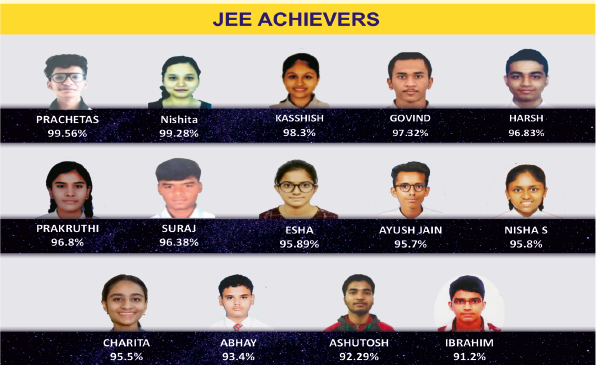 JEE ACHIEVERS
PRACHETAS Nishita KASSHISH GOVIND HARSH
99.56% 99.28% 98.3% 97.32% 96.83%
PRAKRUTHI SURAJ ESHA AYUSH JAIN NISHA S
96.8% 96.38% 95.89% 95.7% 95.8%
CHARITA ABHAY ASHUTOSH IBRAHIM
95.5% 93.4% 92.29% 91.2%